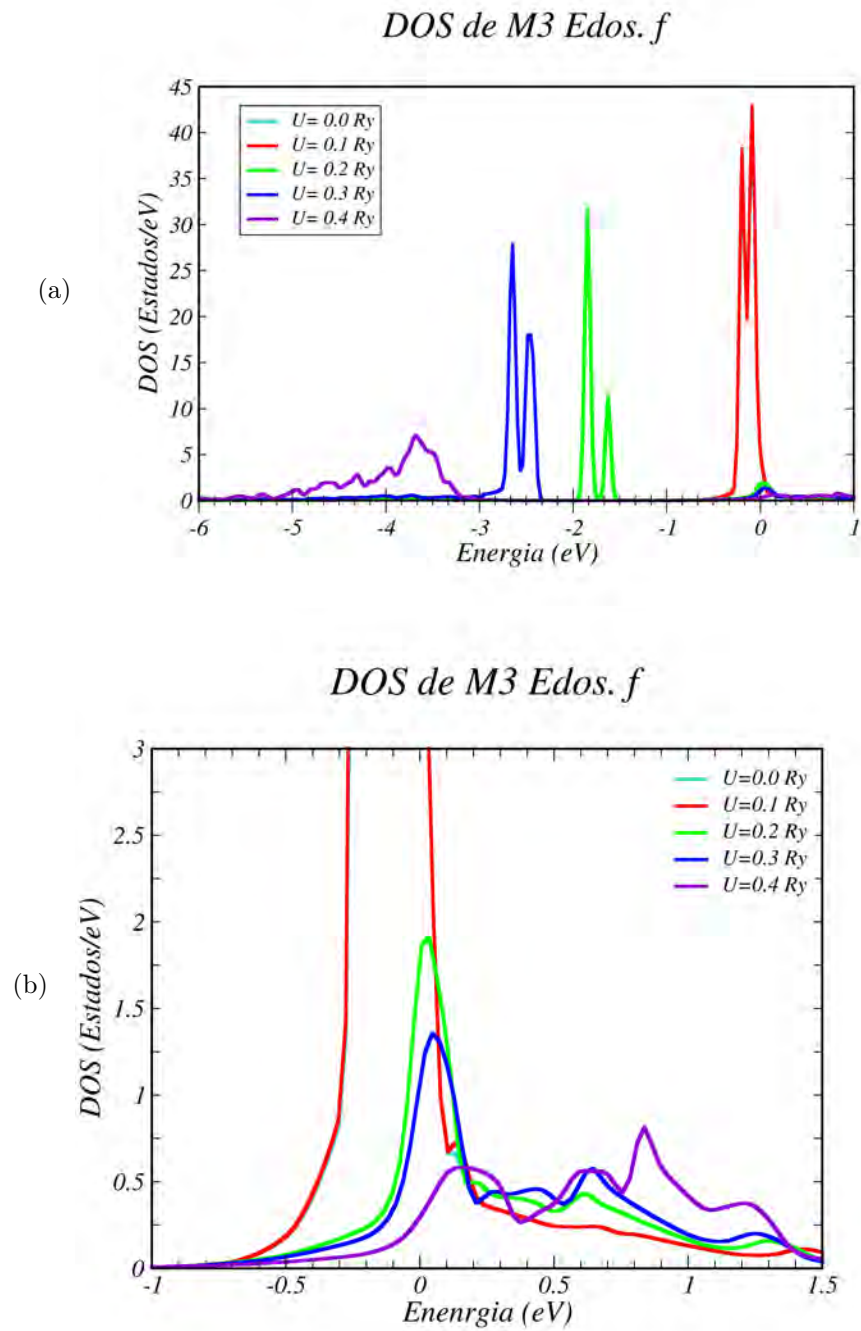 DOS de M3 Edos. f
45
40
35
30
25
20
15
10
5
0
DOS (Estados/eV)
U= 0.0 Ry
U= 0.1 Ry
U= 0.2 Ry
U= 0.3 Ry
U= 0.4 Ry
(a)
-6 -5 -4 -3 -2 -1 0 1
Energia (eV)
DOS de M3 Edos. f
3
2.5
2
1.5
1
0.5
0
DOS (Estados/eV)
U=0.0 Ry
U=0.1 Ry
U=0.2 Ry
U=0.3 Ry
U=0.4 Ry
(b)
-1 -0.5 0 0.5 1 1.5
Enenrgia (eV)